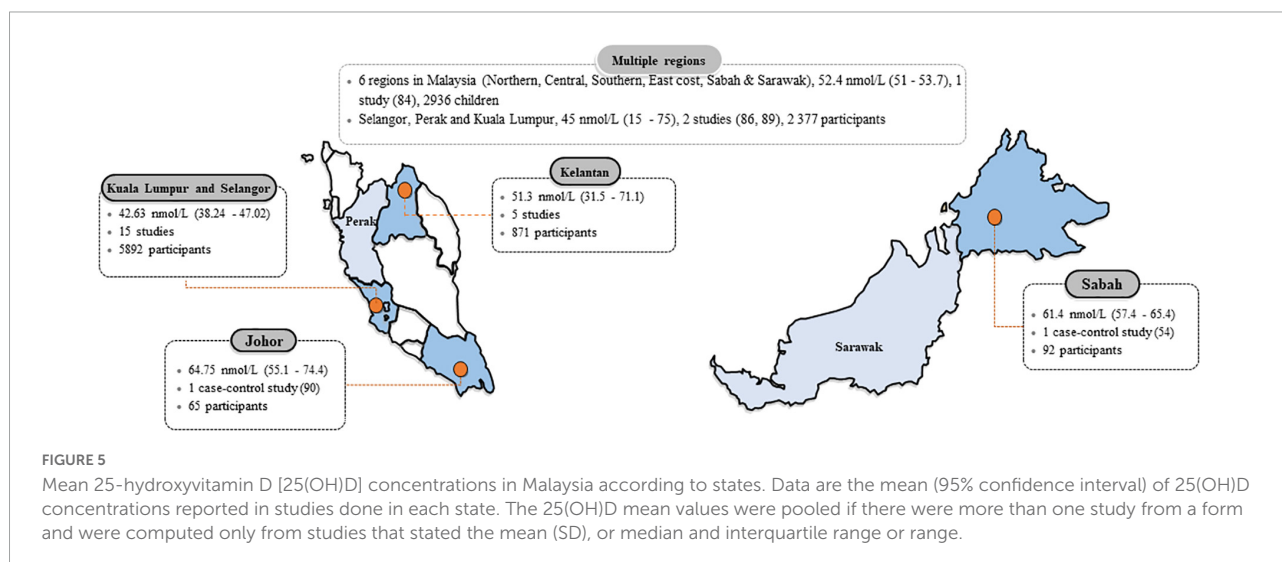 Multiple regions
• 6 regions in Malaysia (Northern, Central, Southern, East cost, Sabah & Sarawak), 52.4 nmol/L (51 - 53.7), 1
study (84), 2936 children
• Selangor, Perak and Kuala Lumpur, 45 nmol/L (15 - 75), 2 studies (86, 89), 2 377 participants
Kuala Lumpur and Selangor
• 42.63 nmol/L (38.24 - 47.02)
• 15 studies
• 5892 participants
Perak
Kelantan
• 51.3 nmol/L (31.5 - 71.1)
• 5 studies
• 871 participants
Johor
• 64.75 nmol/L (55.1 - 74.4)
• 1 case-control study (90)
• 65 participants
Sarawak
Sabah
• 61.4 nmol/L (57.4 - 65.4)
• 1 case-control study (54)
• 92 participants
FIGURE 5
Mean 25-hydroxyvitamin D [25(OH)D] concentrations in Malaysia according to states. Data are the mean (95% confidence interval) of 25(OH)D
concentrations reported in studies done in each state. The 25(OH)D mean values were pooled if there were more than one study from a form
and were computed only from studies that stated the mean (SD), or median and interquartile range or range.